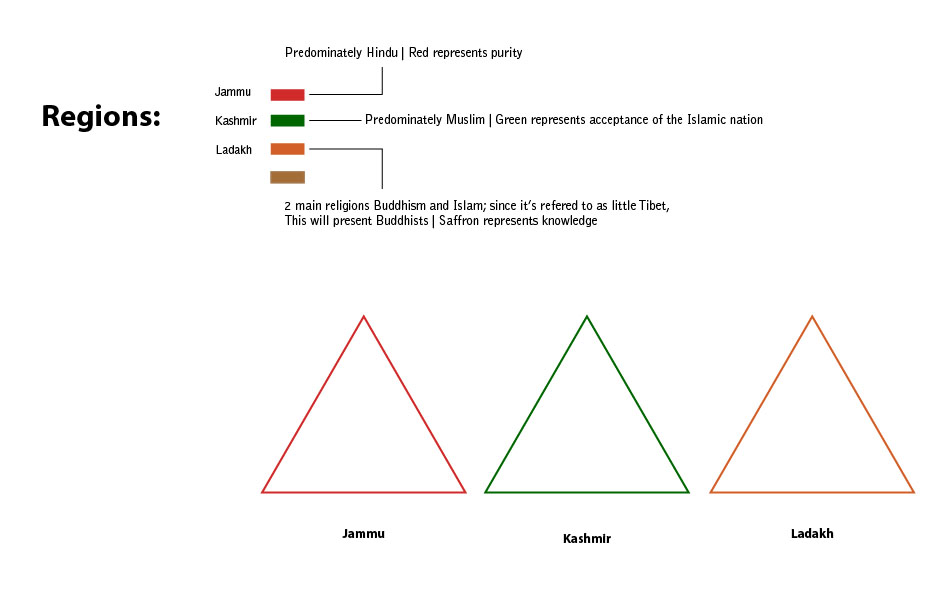 Predominately Hindu | Red represents purity
Jammu
Regions:
Kashmir
Predominately Muslim | Green represents acceptance of the Islamic nation
Ladakh
2 main religions Buddhism and Islam; since it's refered to as little Tibet,
This will present Buddhists | Saffron represents knowledge
Jammu
Kashmir
Ladakh